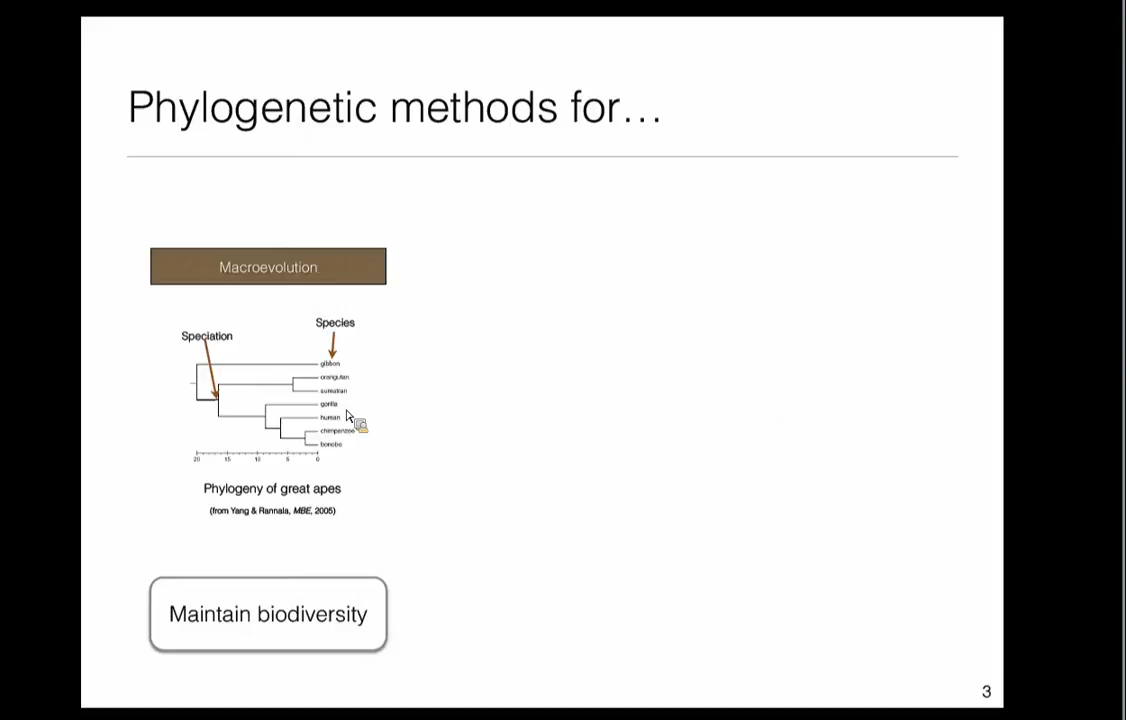 Phylogenetic methods for…
Macroevolution
Species
Speciation
gibbon
orangutan
sumatran
gorilla
human
chimpanzee
bonobo
20 15 10 5 0
Phylogeny of great apes
(from Yang & Rannala, MBE, 2005)
Maintain biodiversity
3